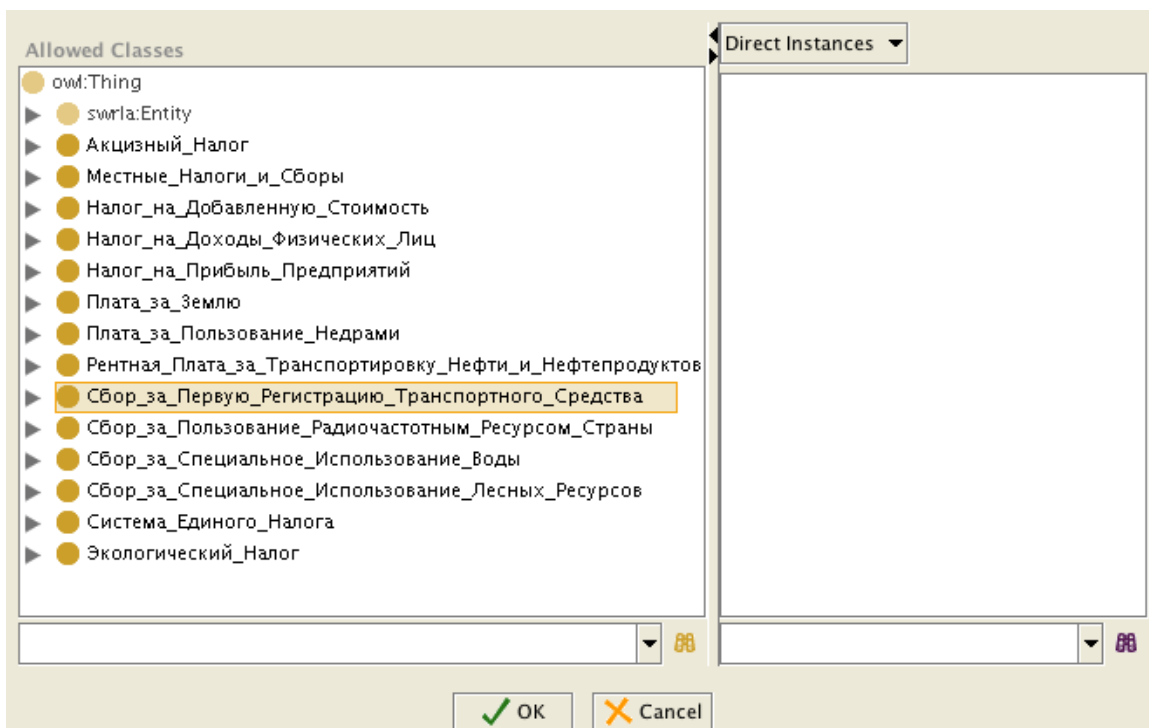 Allowed Classes
Direct Instances
owl:Thing
swrla:Entity
Акцизный_Налог
Местные_Налоги_и_Сборы
Налог_на_Добавленную_Стоимость
Налог_на_Доходы_Физических_Лиц
Налог_на_Прибыль_Предприятий
Плата_за_Землю
Плата_за_Пользование_Недрами
Рентная_Плата_за_Транспортировку_Нефти_и_Нефтепродуктов
Сбор_за_Первую_Регистрацию_Транспортного_Средства
Сбор_за_Пользование_Радиочастотным_Ресурсом_Страны
Сбор_за_Специальное_Использование_Воды
Сбор_за_Специальное_Использование_Лесных_Ресурсов
Система_Единого_Налога
Экологический_Налог
OK
Cancel